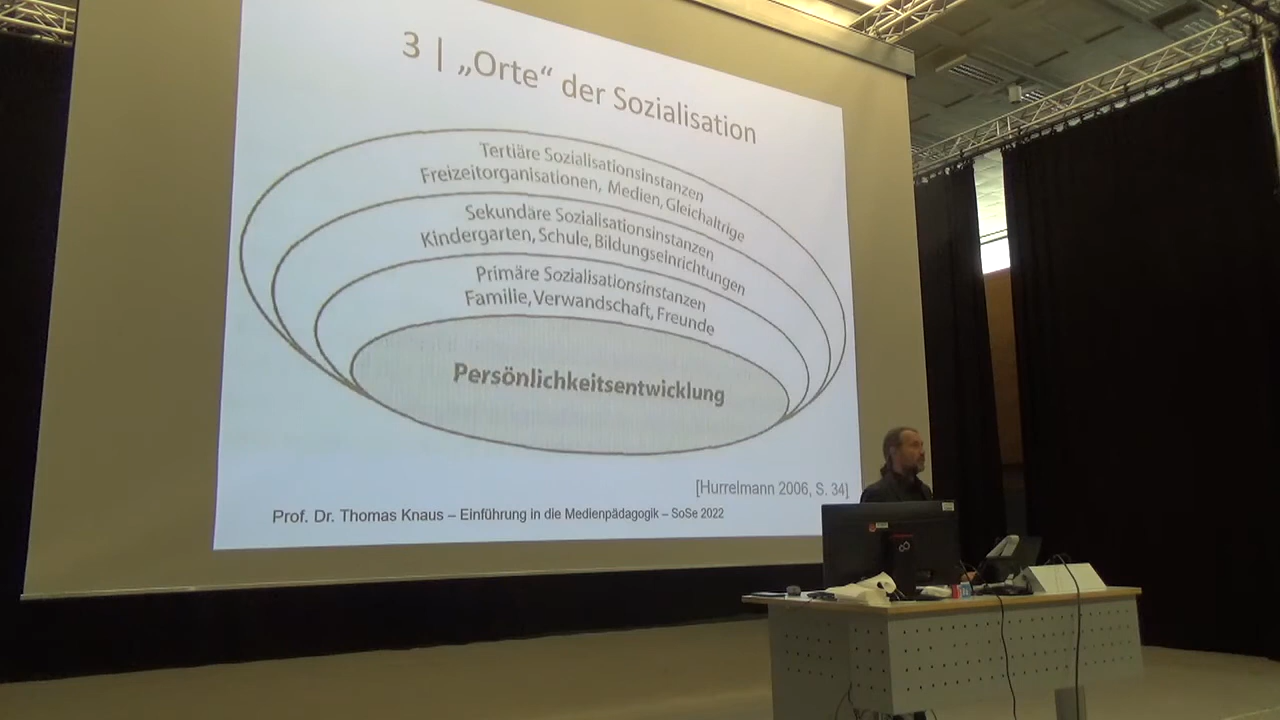 3 | „Orte“ der Sozialisation
Tertiäre Sozialisationsinstanzen
Freizeitorganisationen, Medien, Gleichaltrige
Sekundäre Sozialisationsinstanzen
Kindergarten, Schule, Bildungseinrichtungen
Primäre Sozialisationsinstanzen
Familie, Verwandschaft, Freunde
Persönlichkeitsentwicklung
[Hurrelmann 2006, S. 34]
Prof. Dr. Thomas Knaus – Einführung in die Medienpädagogik – SoSe 2022